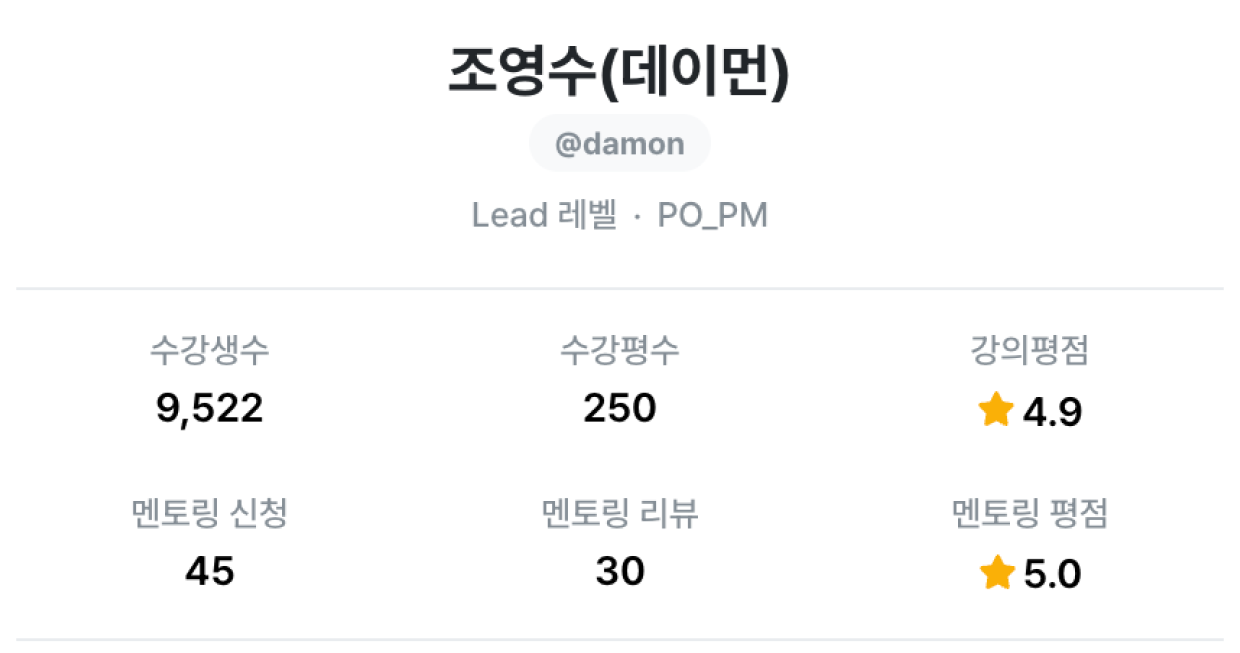 조영수(데이먼)
@damon
Lead 레벨 · PO_PM
수강생수 수강평수 강의평점
9,522 250 4.9
멘토링 신청 멘토링 리뷰 멘토링 평점
45 30 5.0